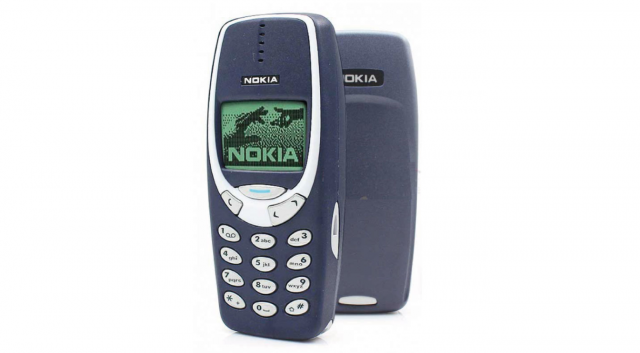 NOKIA
NOKIA
NOKIA
1 2 abc def 3
4 ghi 5 jkl mno 6
7 pqrs 8 tuv wxyz 9
* + 0 #